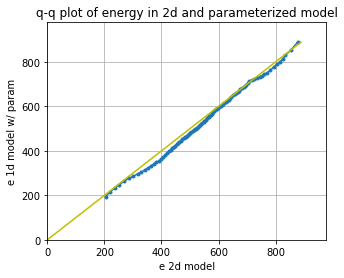 q-q plot of energy in 2d and parameterized model
e 1d model w/ param
800
600
400
200
0
0 200 400 600 800
e 2d model